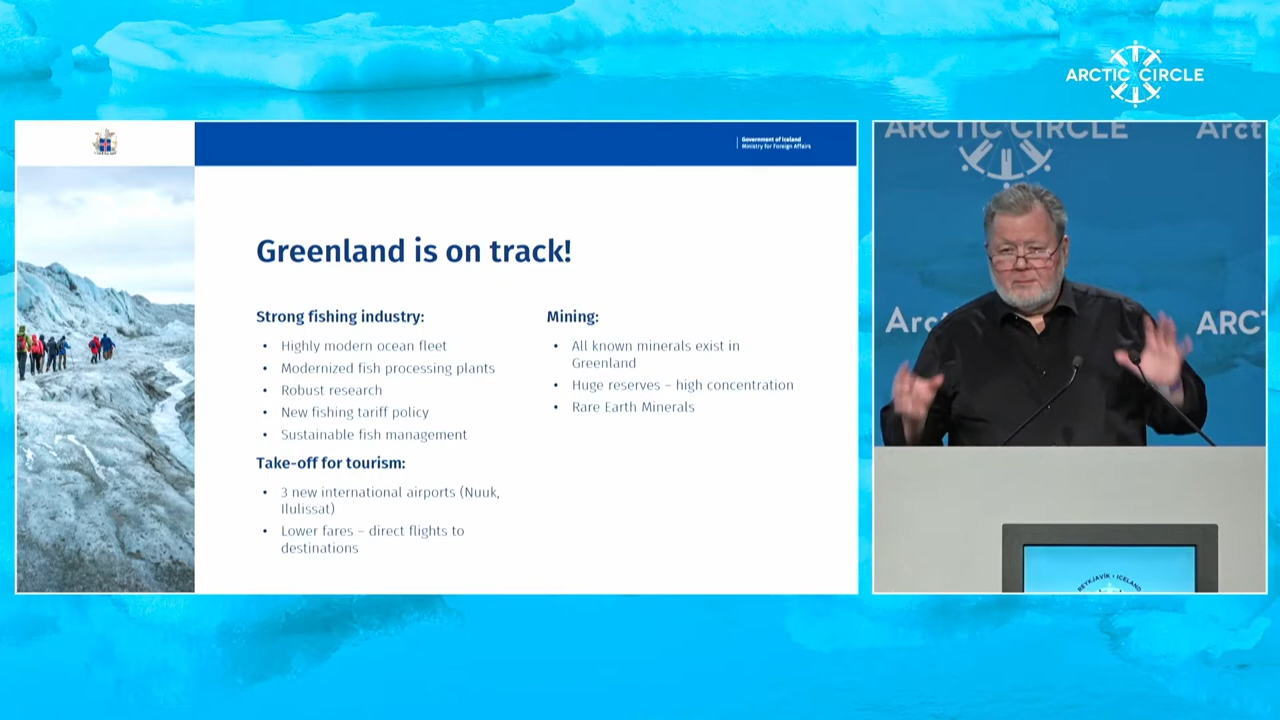 ARCTIC CIRCLE
Government of Iceland
Ministry for Foreign Affairs
Greenland is on track!
Strong fishing industry:
• Highly modern ocean fleet
• Modernized fish processing plants
• Robust research
• New fishing tariff policy
• Sustainable fish management
Take-off for tourism:
• 3 new international airports (Nuuk,
Ilulissat)
• Lower fares – direct flights to
destinations
Mining:
• All known minerals exist in
Greenland
• Huge reserves – high concentration
• Rare Earth Minerals
ARCTIC CIRCLE
Arct
Arc
ARC
REYKJAVÍK • ICELAND